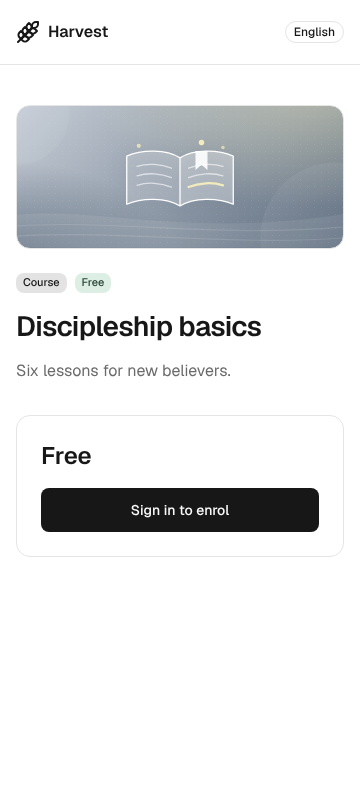 Harvest
English
Course
Free
Discipleship basics
Six lessons for new believers.
Free
Sign in to enrol